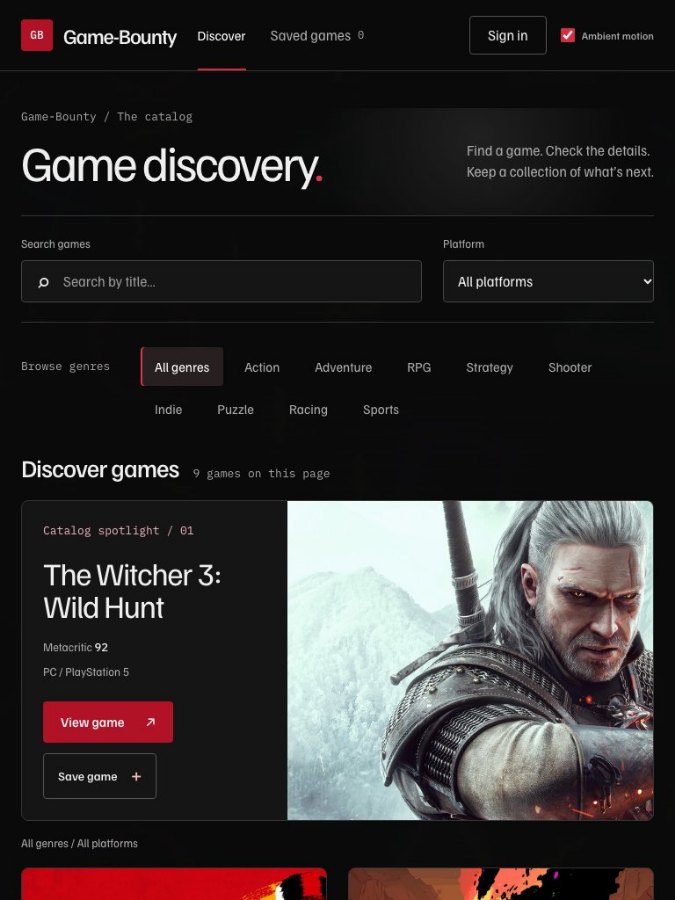 GB
Game-Bounty
Discover
Saved games 0
Sign in
Ambient motion
Game-Bounty / The catalog
Game discovery.
Find a game. Check the details.
Keep a collection of what's next.
Search games
Platform
Search by title...
All platforms
Browse genres
All genres
Action
Adventure
RPG
Strategy
Shooter
Indie
Puzzle
Racing
Sports
Discover games
9 games on this page
Catalog spotlight / 01
The Witcher 3:
Wild Hunt
Metacritic 92
PC / PlayStation 5
View game
Save game +
All genres / All platforms